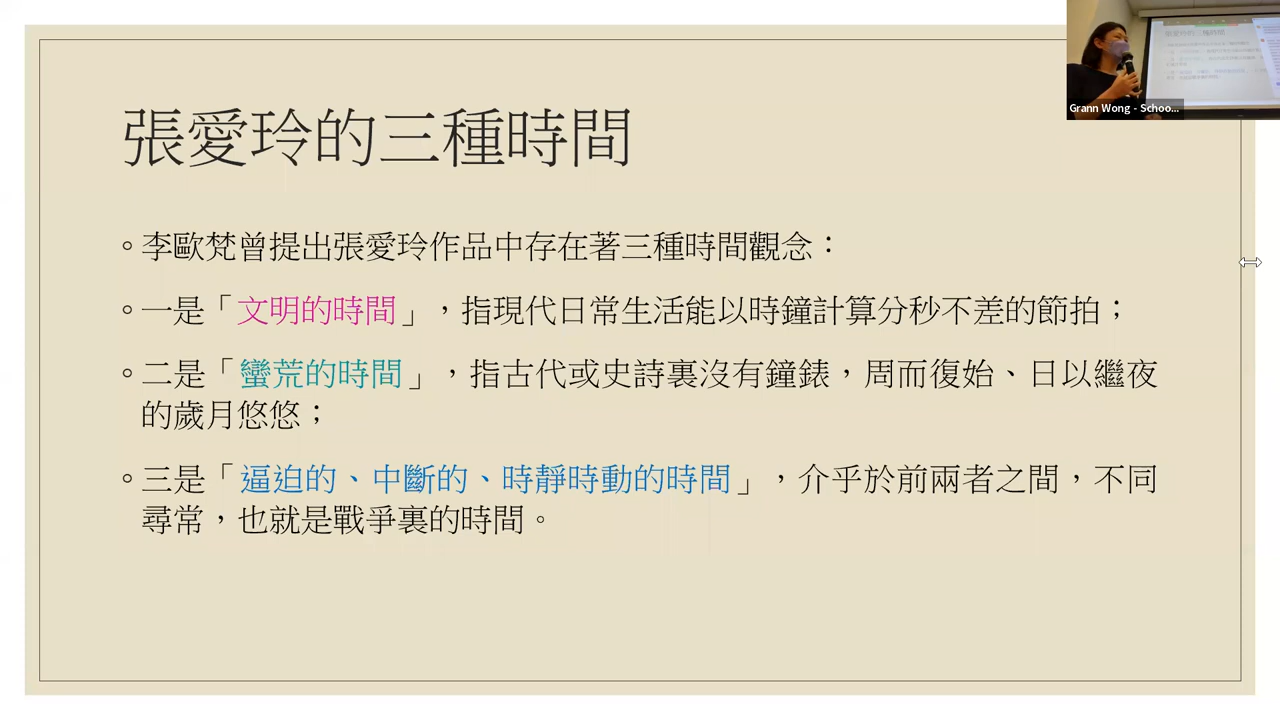 張愛玲的三種時間
李歐梵曾提出張愛玲作品中存在著三種時間觀念：
一是「文明的時間」，指現代日常生活能以時鐘計算分秒不差的節拍；
二是「蠻荒的時間」，指古代或史詩裏沒有鐘錶，周而復始、日以繼夜
的歲月悠悠；
三是「逼迫的、中斷的、時靜時動的時間」，介乎於前兩者之間，不同
尋常，也就是戰爭裏的時間。
Grann Wong - Schoo...